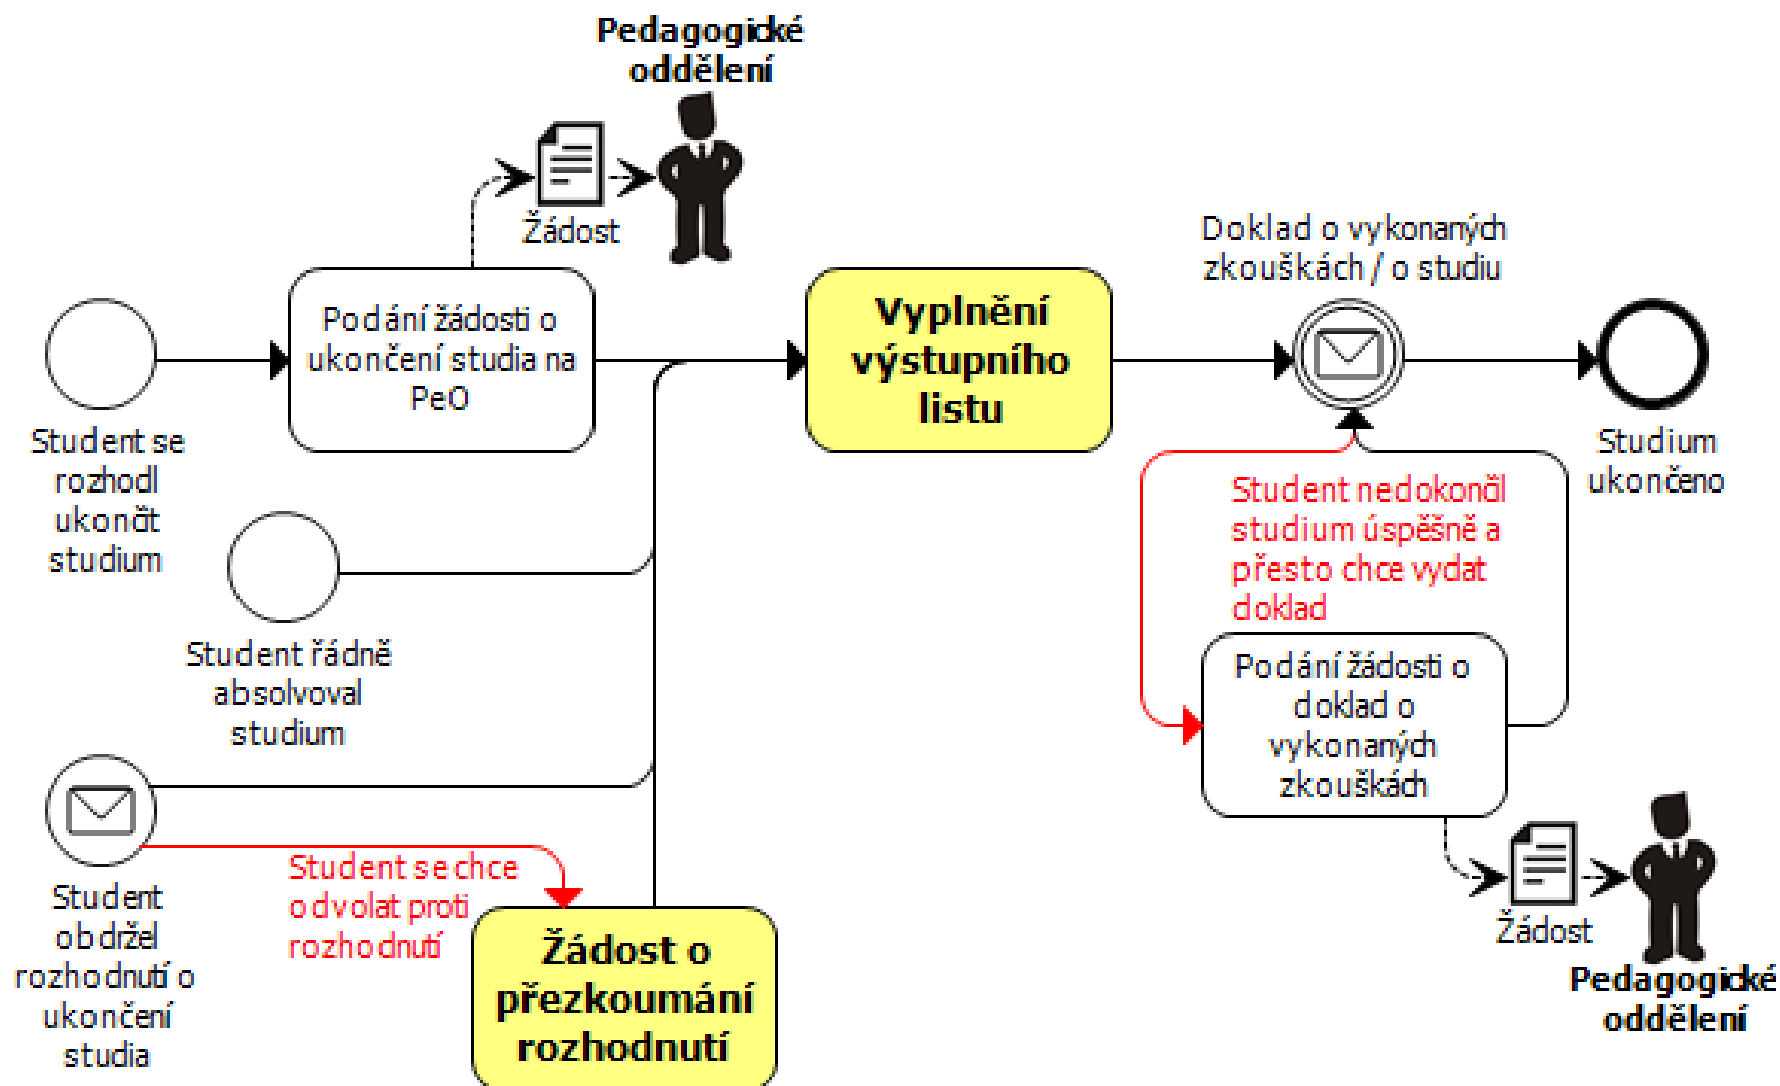 Pedagogické
oddělení
Žádost
Podání žádosti o
ukončení studia na
PeO
Student se
rozhodl
ukončit
studium
Vyplnění
výstupního
listu
Doklad o vykonaných
zkouškách / o studiu
Studium
ukončeno
Student řádně
absolvoval
studium
Student nedokončil
studium úspěšně a
přesto chce vydat
doklad
Podání žádosti o
doklad o
vykonaných
zkouškách
Student
obdržel
rozhodnutí o
ukončení
studia
Student se chce
odvolat proti
rozhodnutí
Žádost o
přezkoumání
rozhodnutí
Žádost
Pedagogické
oddělení